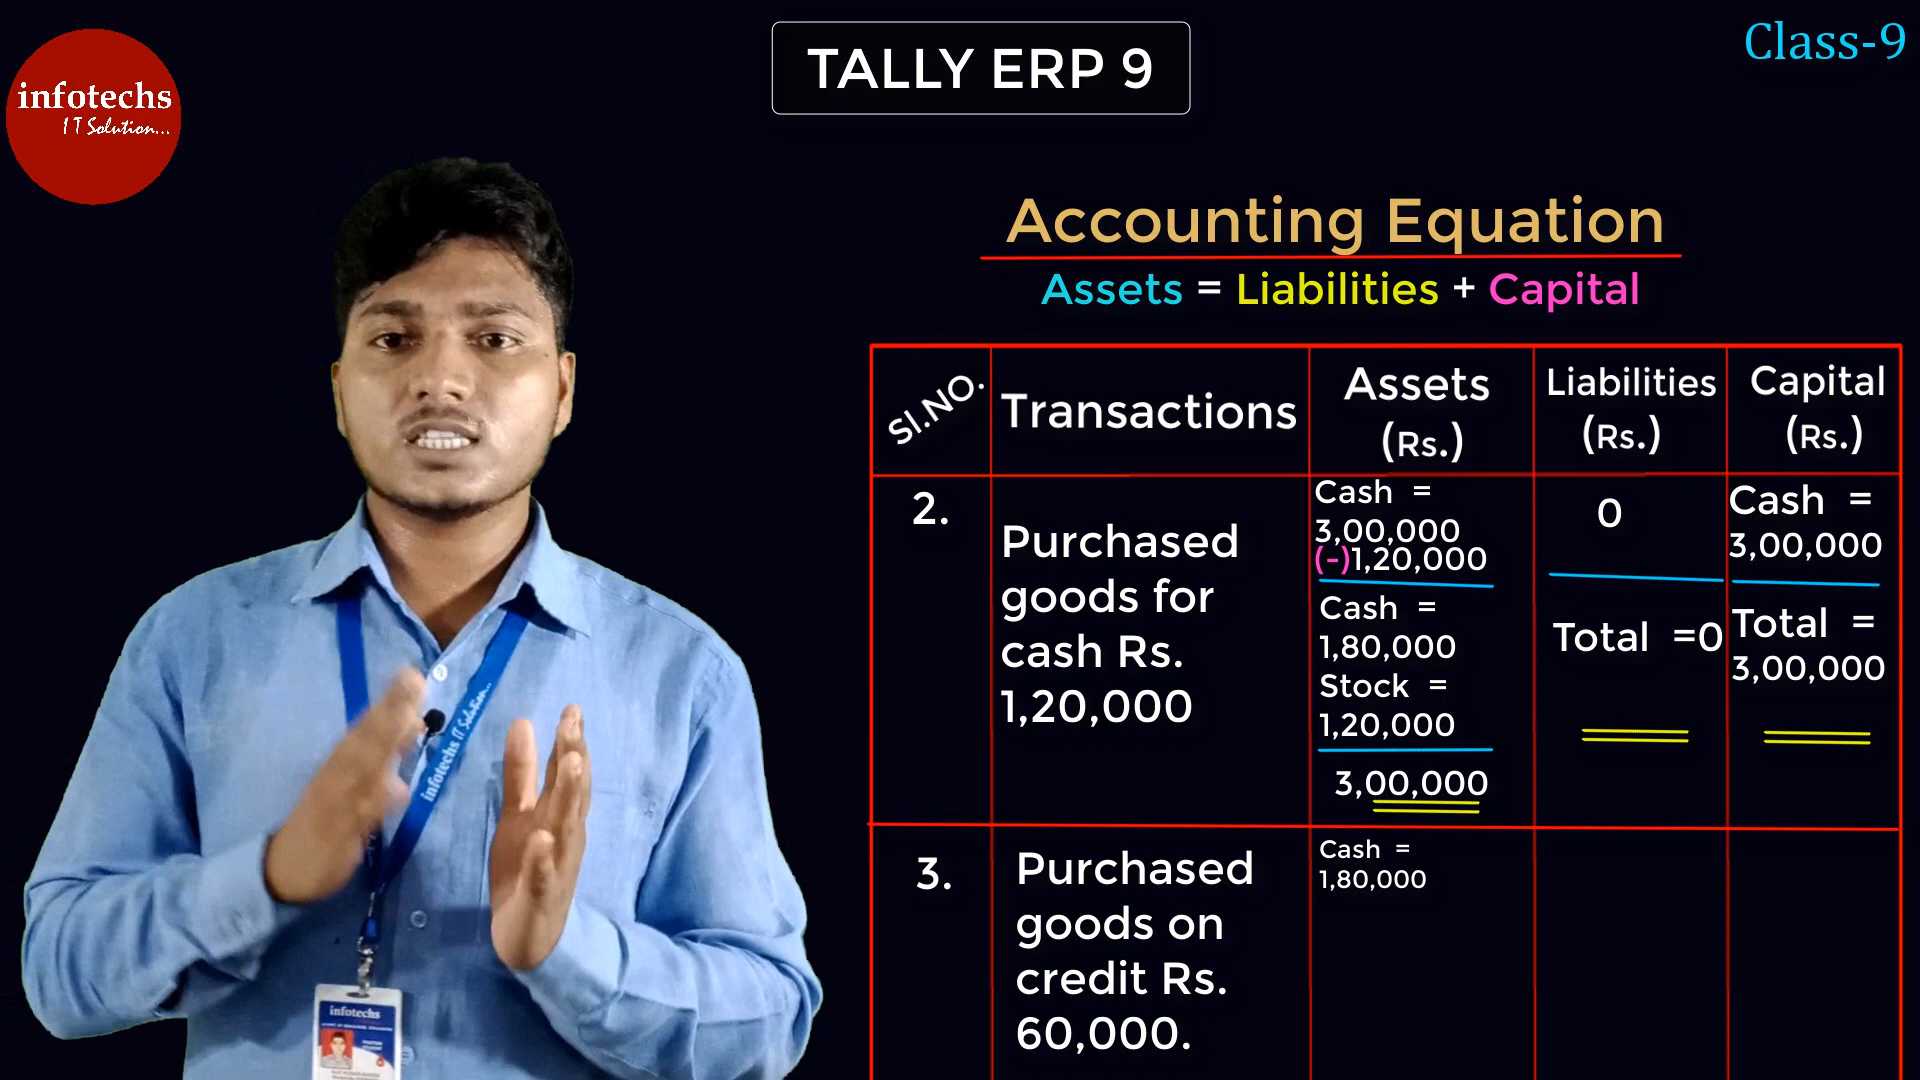 infotechs
IT Solution...
TALLY ERP 9
Class-9
Accounting Equation
Assets = Liabilities + Capital
Sl.NO.
Transactions
Assets
(Rs.)
Liabilities
(Rs.)
Capital
(Rs.)
2.
Purchased
goods for
cash Rs.
1,20,000
Cash =
3,00,000
(-)1,20,000
Cash =
1,80,000
Stock =
1,20,000
3,00,000
0
Total =0
Cash =
3,00,000
Total =
3,00,000
3.
Purchased
goods on
credit Rs.
60,000.
Cash =
1,80,000
infotechs IT Solution...
infotechs